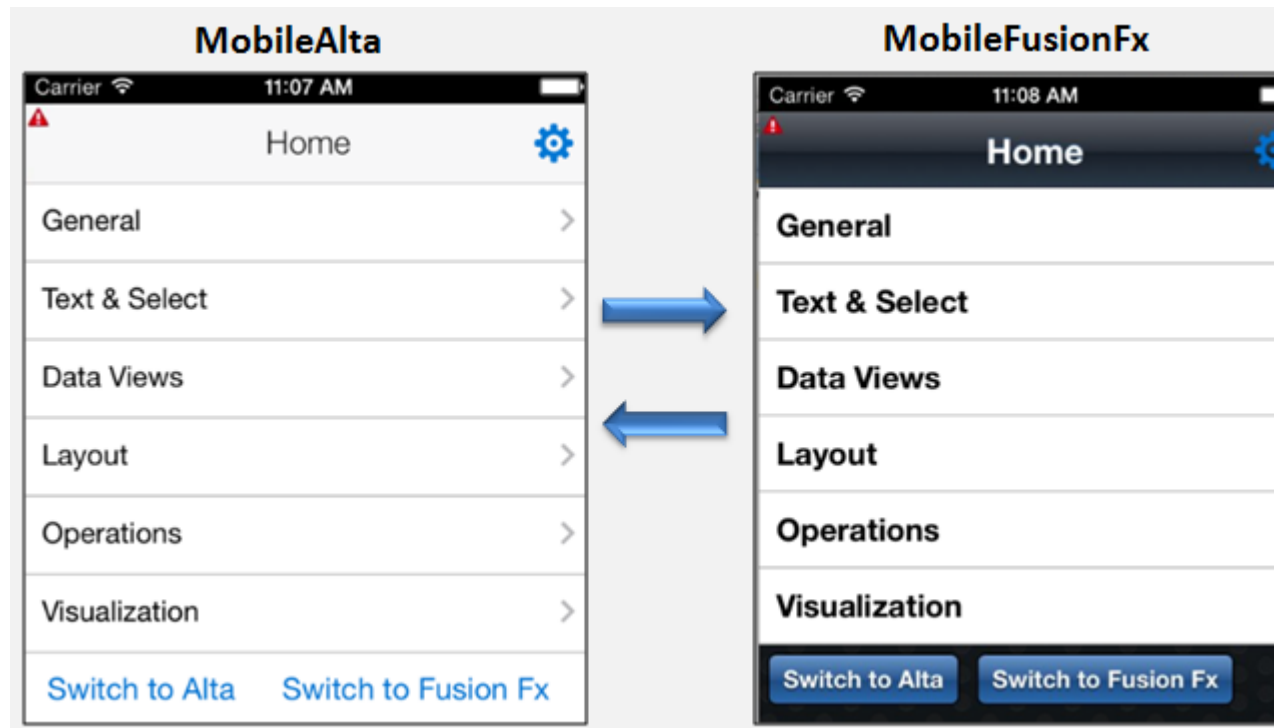 MobileAlta
Carrier 11:07 AM
Home
General
Text & Select
Data Views
Layout
Operations
Visualization
Switch to Alta Switch to Fusion Fx
MobileFusionFx
Carrier 11:08 AM
Home
General
Text & Select
Data Views
Layout
Operations
Visualization
Switch to Alta Switch to Fusion Fx